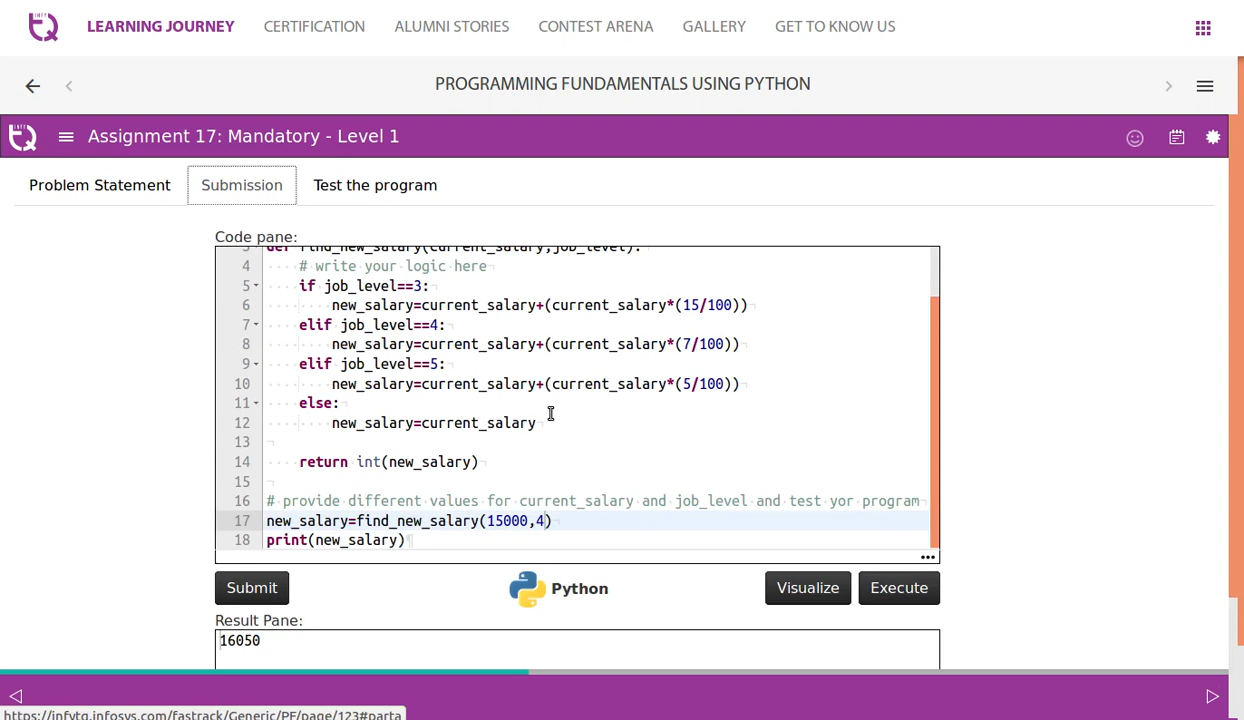 LEARNING JOURNEY CERTIFICATION ALUMNI STORIES CONTEST ARENA GALLERY GET TO KNOW US
PROGRAMMING FUNDAMENTALS USING PYTHON
Assignment 17: Mandatory - Level 1
Problem Statement Submission Test the program
Code pane:
3 def find_new_salary(current_salary,job_level):
4 # write your logic here
5 if job_level==3:
6 new_salary=current_salary+(current_salary*(15/100))
7 elif job_level==4:
8 new_salary=current_salary+(current_salary*(7/100))
9 elif job_level==5:
10 new_salary=current_salary+(current_salary*(5/100))
11 else:
12 new_salary=current_salary
13
14 return int(new_salary)
15
16 # provide different values for current_salary and job_level and test yor program
17 new_salary=find_new_salary(15000,4)
18 print(new_salary)
Submit Python Visualize Execute
Result Pane:
16050
https://infytq.infosys.com/fastrack/Generic/PF/page/123#parta